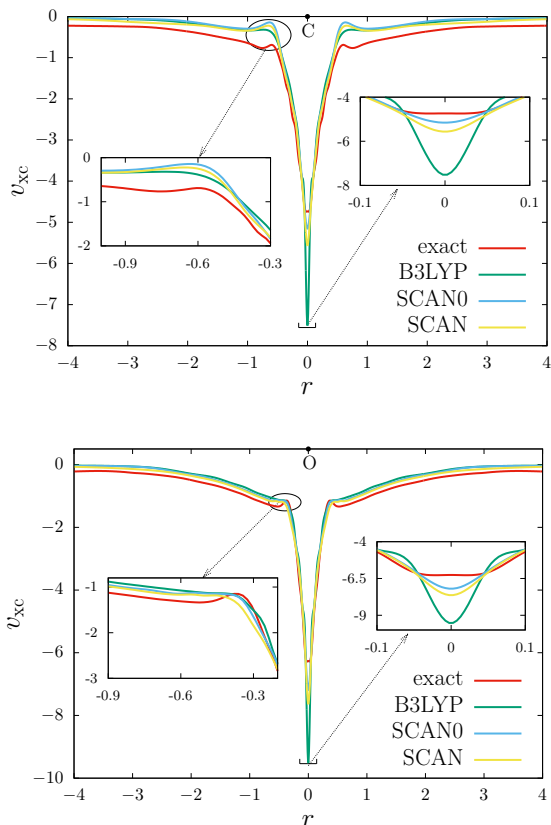 0
−1
−2
−3
−4
−5
−6
−7
−8
v_xc
C
-4
-6
-8
-0.1 0 0.1
0
-1
-2
-0.9 -0.6 -0.3
exact
B3LYP
SCAN0
SCAN
−4 −3 −2 −1 0 1 2 3 4
r
0
−2
−4
−6
−8
−10
v_xc
O
-4
-6.5
-9
-0.1 0 0.1
-1
-2
-3
-0.9 -0.6 -0.3
exact
B3LYP
SCAN0
SCAN
−4 −3 −2 −1 0 1 2 3 4
r